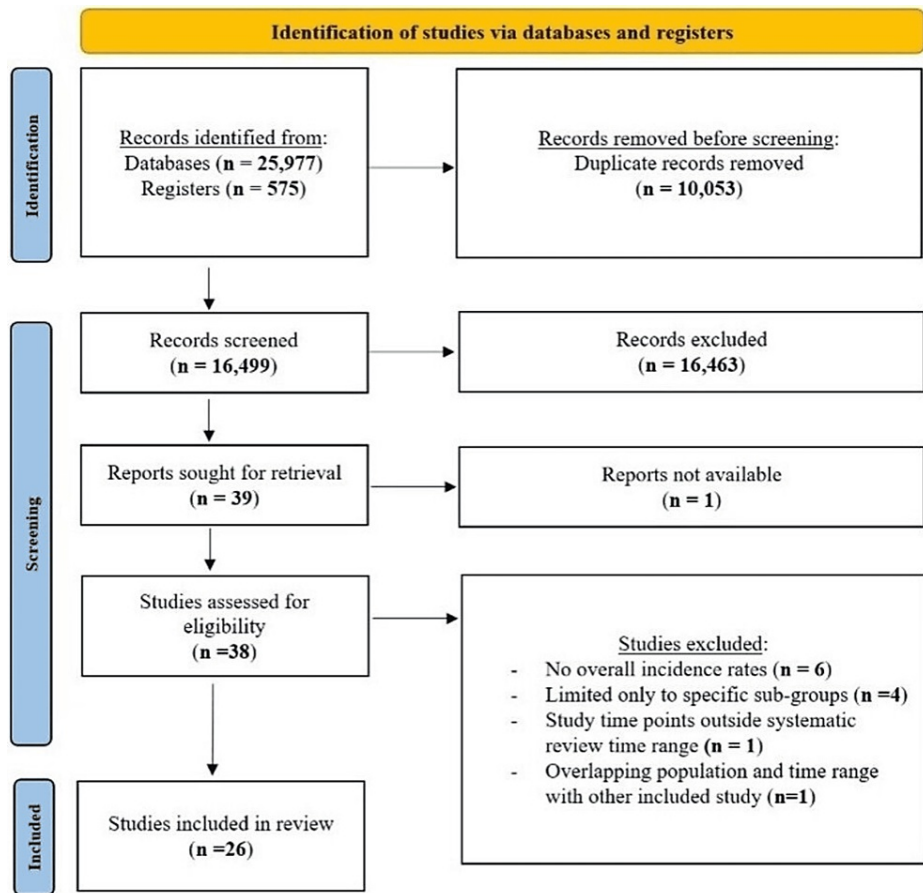 Identification of studies via databases and registers
Identification
Records identified from:
Databases (n = 25,977)
Registers (n = 575)
Records removed before screening:
Duplicate records removed
(n = 10,053)
Screening
Records screened
(n = 16,499)
Records excluded
(n = 16,463)
Reports sought for retrieval
(n = 39)
Reports not available
(n = 1)
Studies assessed for
eligibility
(n =38)
Studies excluded:
- No overall incidence rates (n = 6)
- Limited only to specific sub-groups (n =4)
- Study time points outside systematic
review time range (n = 1)
- Overlapping population and time range
with other included study (n=1)
Included
Studies included in review
(n =26)